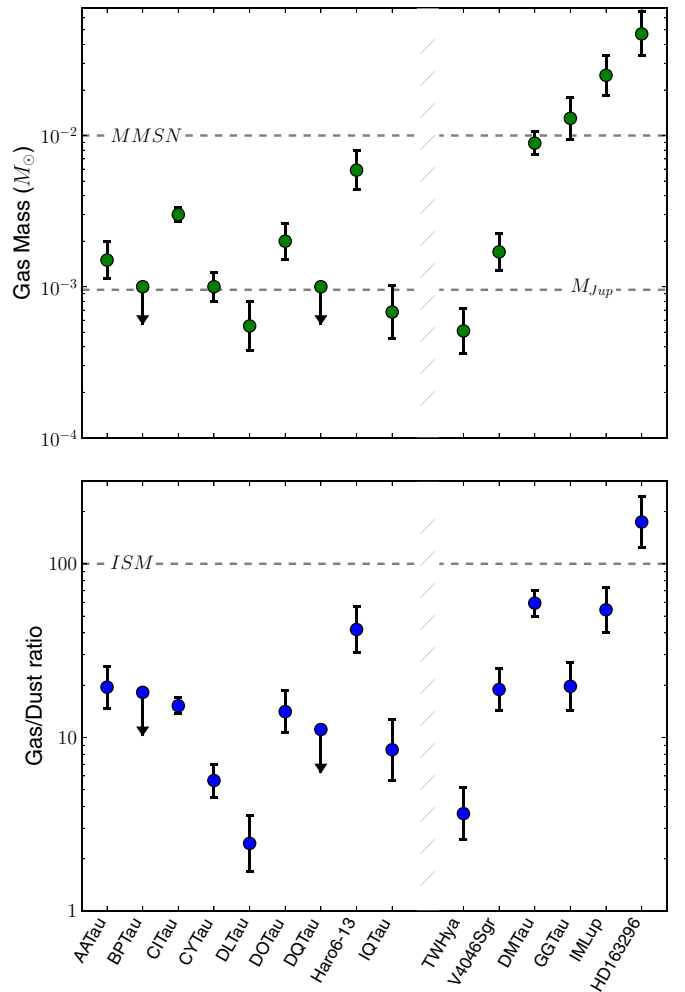 Gas Mass (M⊙)
10⁻²
10⁻³
10⁻⁴
MMSN
M_Jup
Gas/Dust ratio
100
10
1
ISM
AATau
BPTau
CITau
CYTau
DLTau
DOTau
DQTau
Haro6-13
IQTau
TWHya
V4046Sgr
DMTau
GGTau
IMLup
HD163296